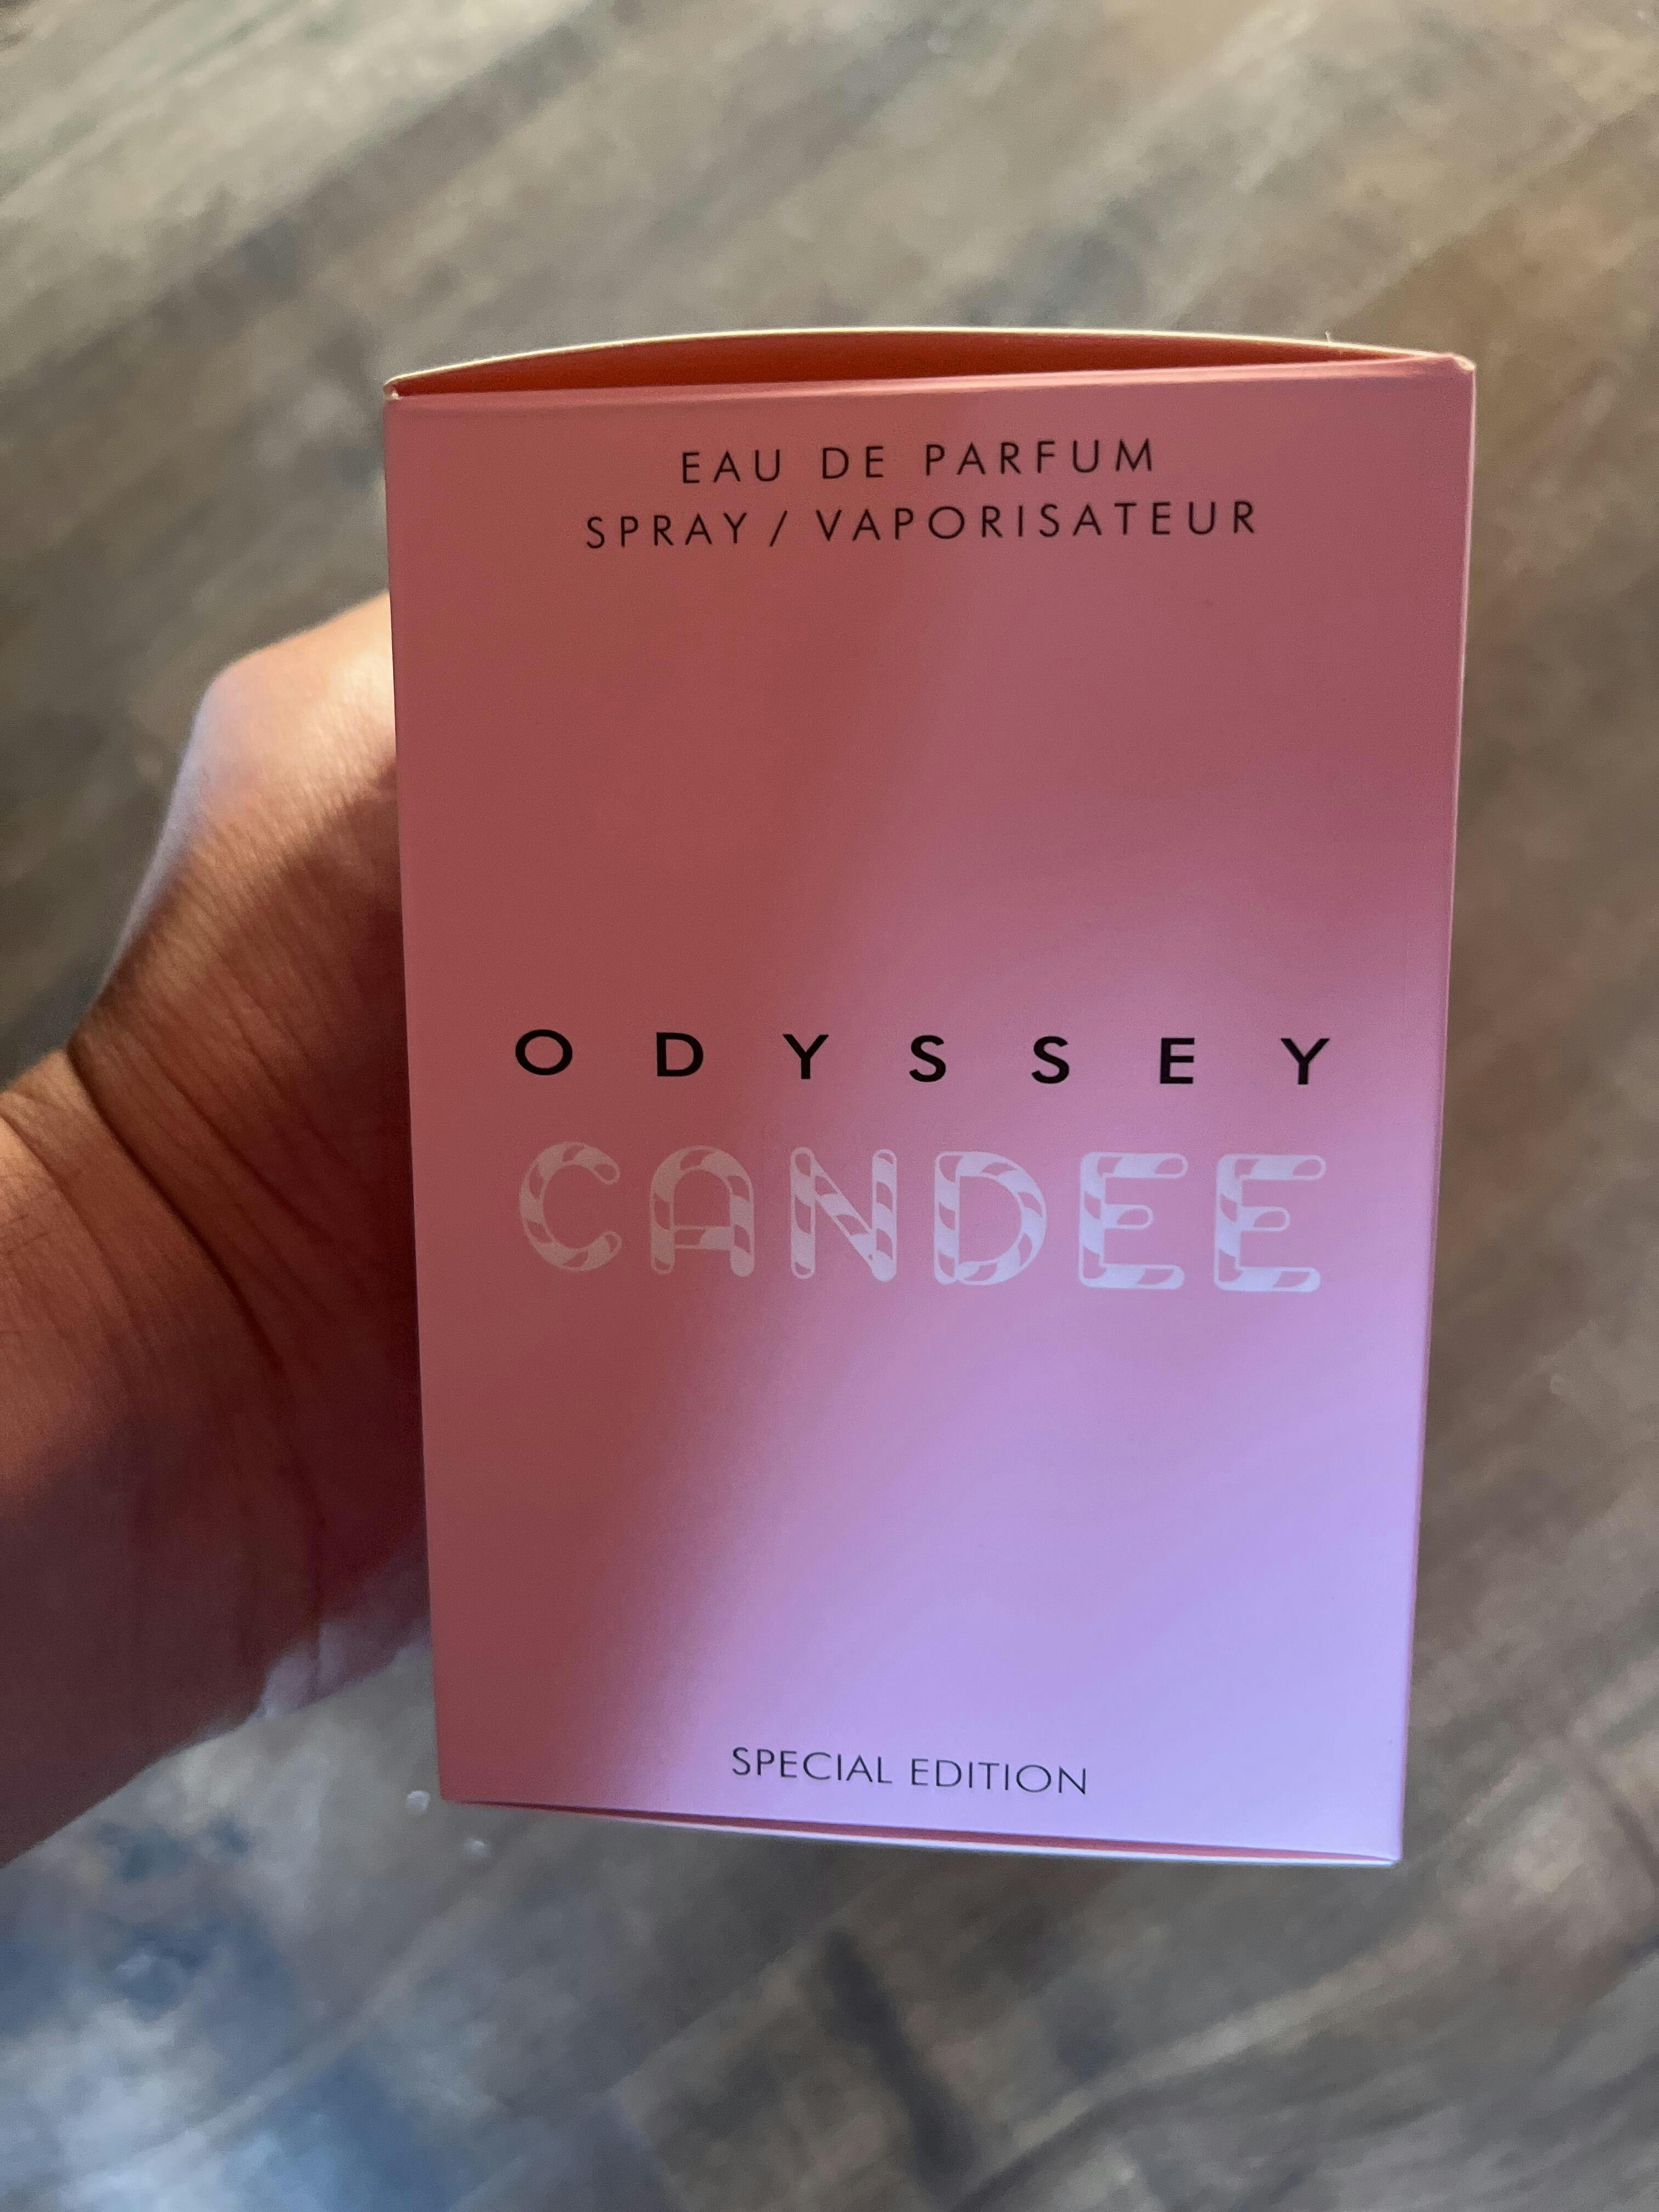 EAU DE PARFUM
SPRAY / VAPORISATEUR
ODYSSEY
CANDEE
SPECIAL EDITION